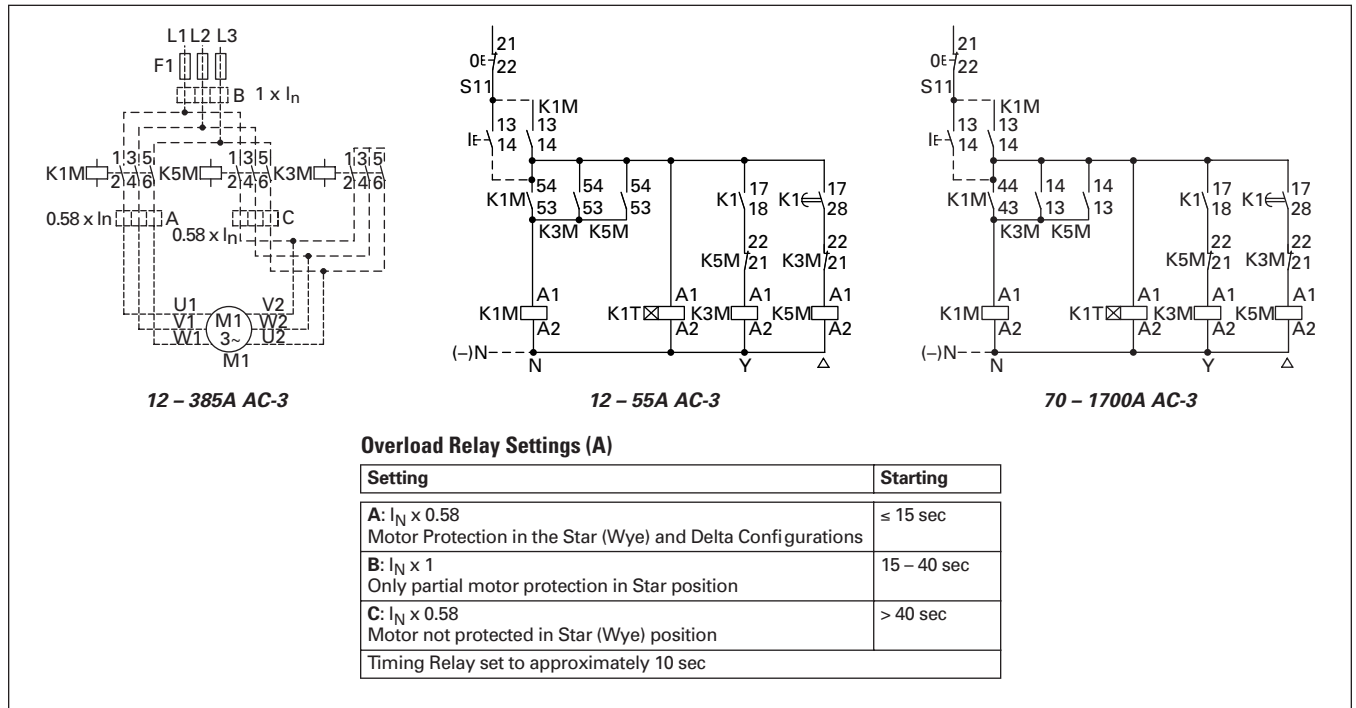 L1 L2 L3
F1
B 1 x In
1 3 5
1 3 5
1 3 5
K1M
K5M
K3M
2 4 6
2 4 6
2 4 6
0.58 x In
A
C
0.58 x In
U1
V1
W1
M1
3~
V2
W2
U2
M1
12 – 385A AC-3
21
0
22
S11
K1M
13
13
I
14
14
K1M
54
53
54
53
54
53
K3M
K5M
K1
17
18
K1
17
28
K5M
22
21
K3M
22
21
K1M
A1
A2
K1T
A1
A2
K3M
A1
A2
K5M
A1
A2
(–)N
N
Y
12 – 55A AC-3
21
0
22
S11
K1M
13
13
I
14
14
K1M
44
43
14
13
14
13
K3M
K5M
K1
17
18
K1
17
28
K5M
22
21
K3M
22
21
K1M
A1
A2
K1T
A1
A2
K3M
A1
A2
K5M
A1
A2
(–)N
N
Y
70 – 1700A AC-3
Overload Relay Settings (A)
Setting
Starting
A: IN x 0.58
Motor Protection in the Star (Wye) and Delta Configurations
≤ 15 sec
B: IN x 1
Only partial motor protection in Star position
15 – 40 sec
C: IN x 0.58
Motor not protected in Star (Wye) position
> 40 sec
Timing Relay set to approximately 10 sec